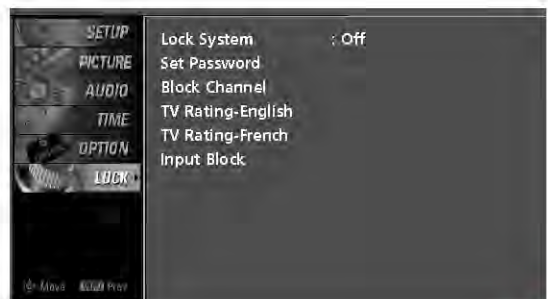 SETUP
PICTURE
AUDIO
TIME
OPTION
LOCK
Lock System : Off
Set Password
Block Channel
TV Rating-English
TV Rating-French
Input Block
Move Prev